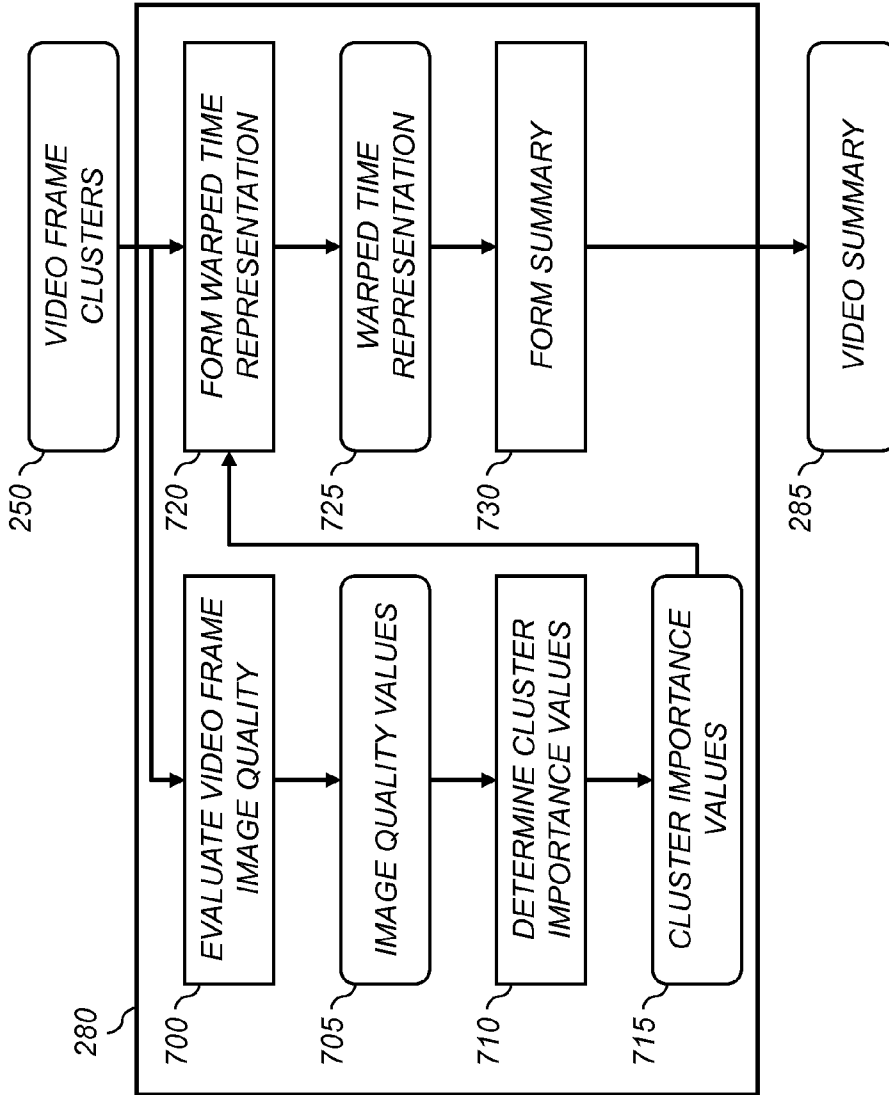 280
250
VIDEO FRAME
CLUSTERS
700
EVALUATE VIDEO FRAME
IMAGE QUALITY
720
FORM WARPED TIME
REPRESENTATION
705
IMAGE QUALITY VALUES
725
WARPED TIME
REPRESENTATION
710
DETERMINE CLUSTER
IMPORTANCE VALUES
730
FORM SUMMARY
715
CLUSTER IMPORTANCE
VALUES
285
VIDEO SUMMARY